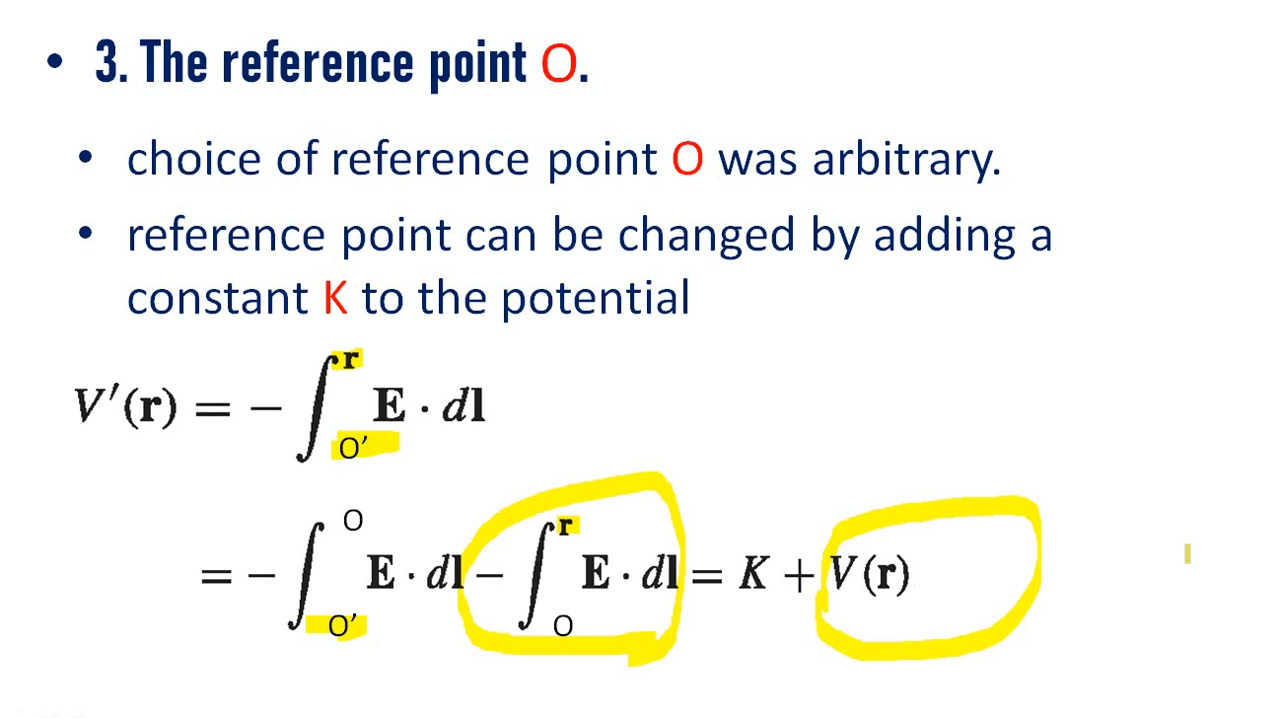 • 3. The reference point O.
• choice of reference point O was arbitrary.
• reference point can be changed by adding a
constant K to the potential
V′(r) = − ∫_{O'}^{r} E · dl
= − ∫_{O'}^{O} E · dl − ∫_{O}^{r} E · dl = K + V(r)